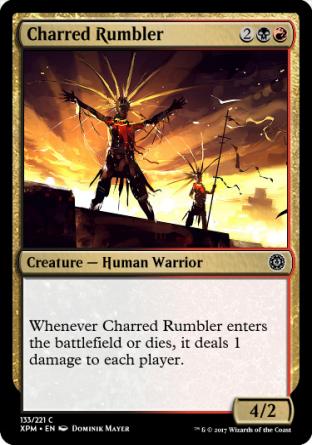 Charred Rumbler 2
Creature — Human Warrior
Whenever Charred Rumbler enters
the battlefield or dies, it deals 1
damage to each player.
4/2
133/221 C
XPM • EN DOMINIK MAYER
™ & © 2017 Wizards of the Coast